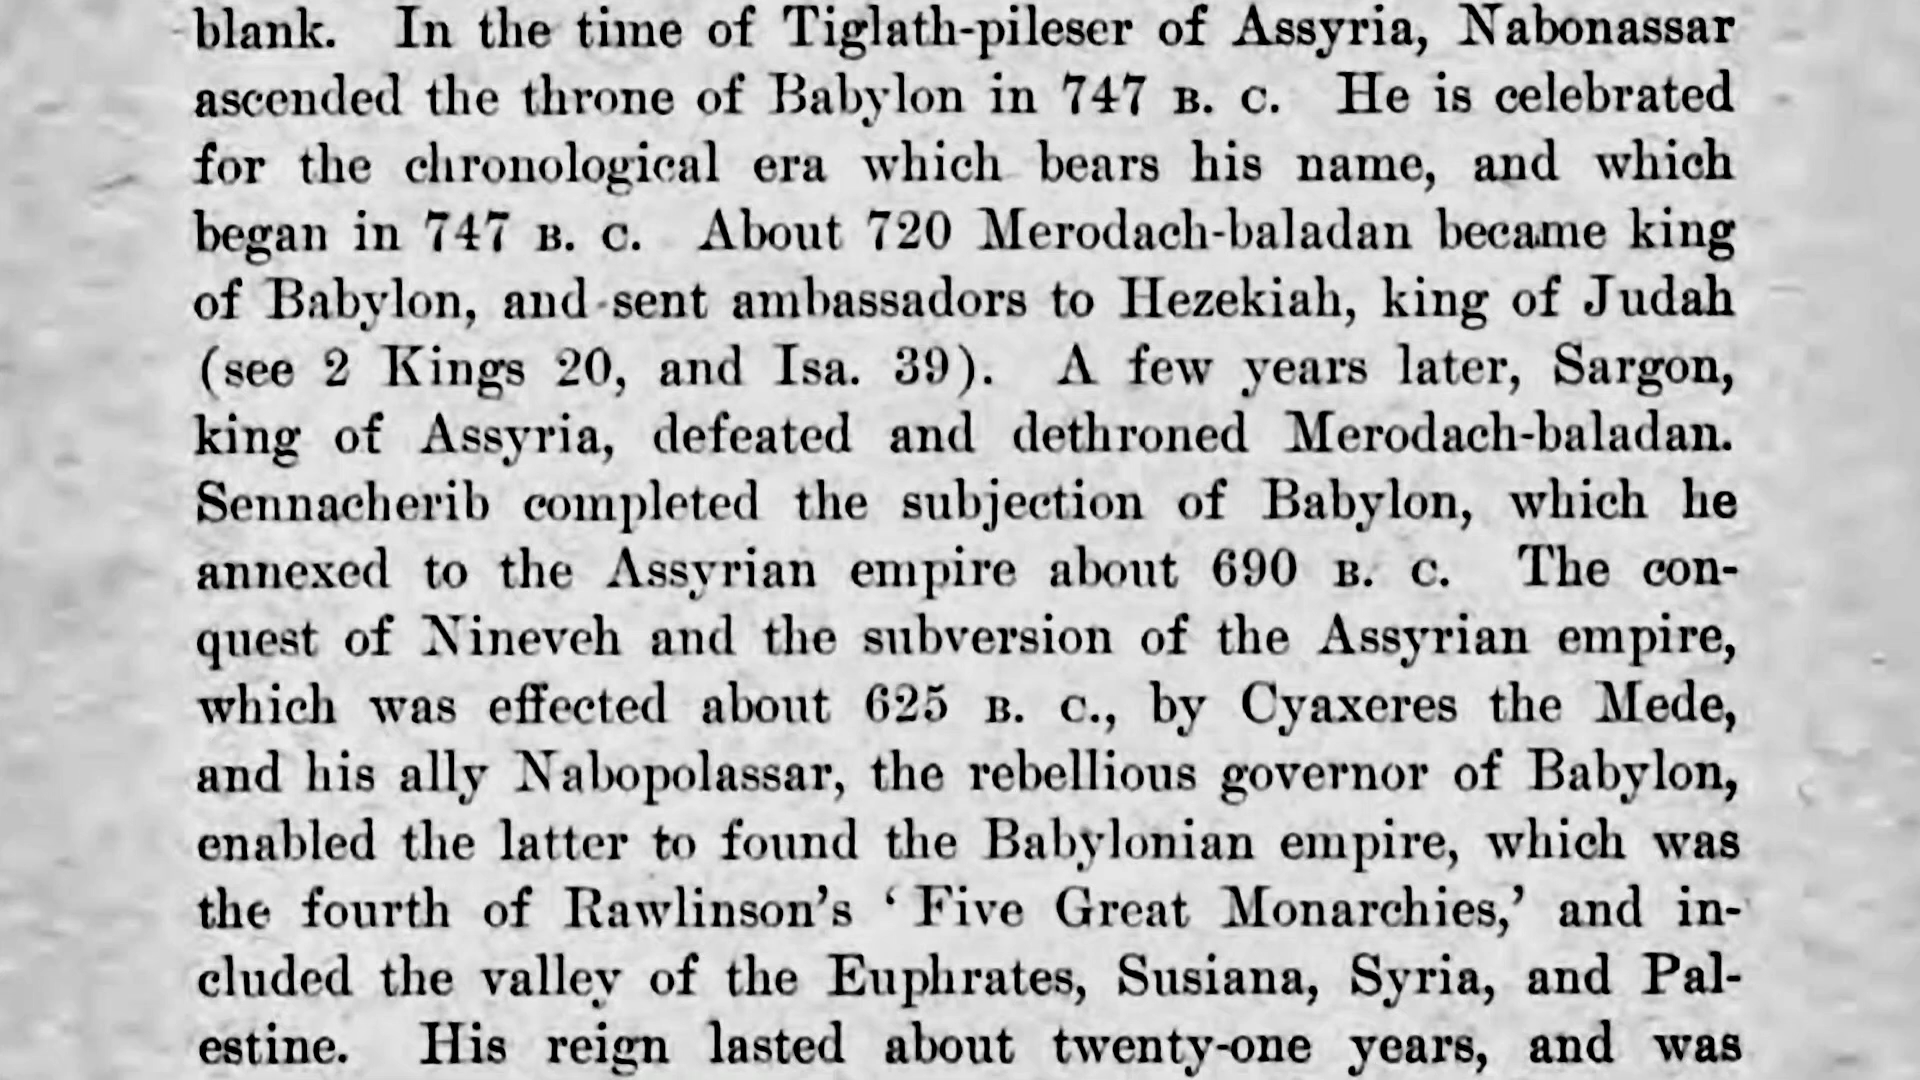 blank. In the time of Tiglath-pileser of Assyria, Nabonassar
ascended the throne of Babylon in 747 B. C. He is celebrated
for the chronological era which bears his name, and which
began in 747 B. C. About 720 Merodach-baladan became king
of Babylon, and sent ambassadors to Hezekiah, king of Judah
(see 2 Kings 20, and Isa. 39). A few years later, Sargon,
king of Assyria, defeated and dethroned Merodach-baladan.
Sennacherib completed the subjection of Babylon, which he
annexed to the Assyrian empire about 690 B. C. The con-
quest of Nineveh and the subversion of the Assyrian empire,
which was effected about 625 B. C., by Cyaxeres the Mede,
and his ally Nabopolassar, the rebellious governor of Babylon,
enabled the latter to found the Babylonian empire, which was
the fourth of Rawlinson's ‘Five Great Monarchies,’ and in-
cluded the valley of the Euphrates, Susiana, Syria, and Pal-
estine. His reign lasted about twenty-one years, and was